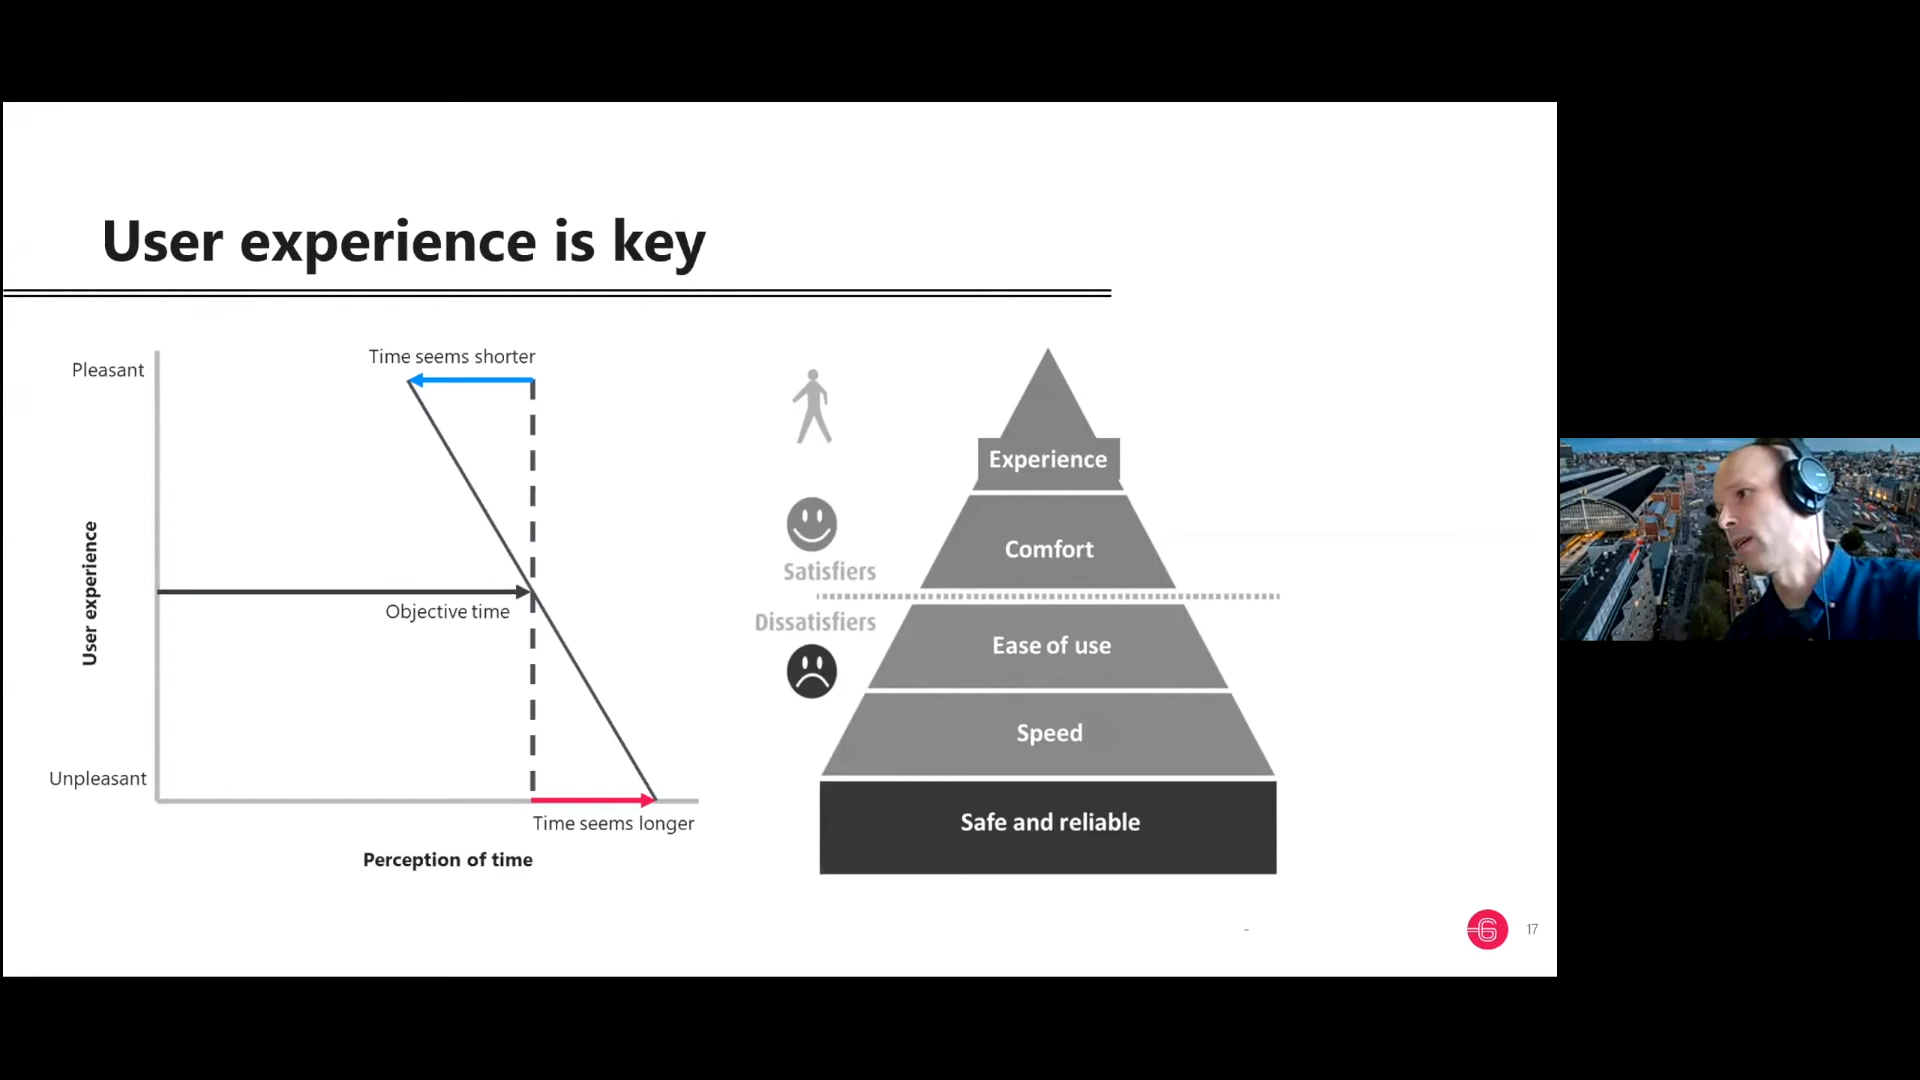 User experience is key
Pleasant
Time seems shorter
User experience
Objective time
Unpleasant
Time seems longer
Perception of time
Experience
Comfort
Satisfiers
Dissatisfiers
Ease of use
Speed
Safe and reliable
-
G
17